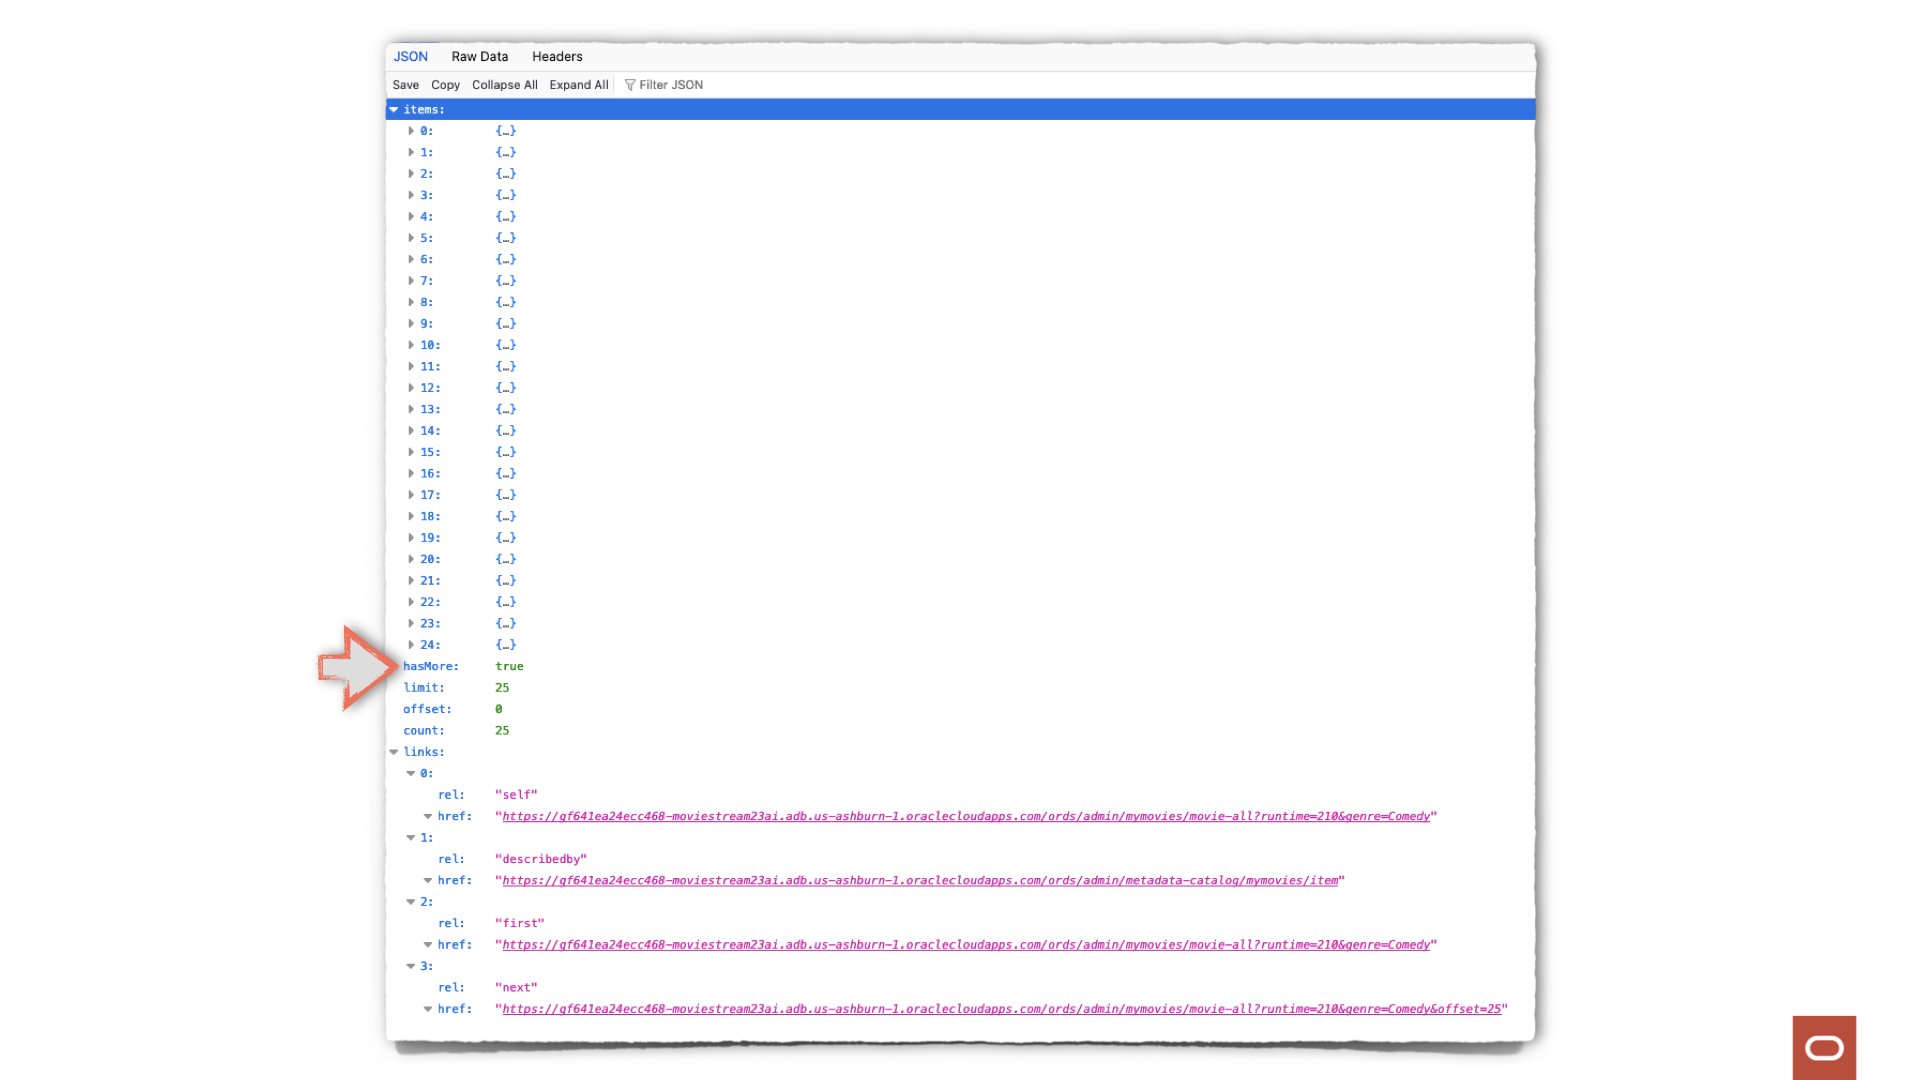 JSON Raw Data Headers
Save Copy Collapse All Expand All Filter JSON
items:
0: {…}
1: {…}
2: {…}
3: {…}
4: {…}
5: {…}
6: {…}
7: {…}
8: {…}
9: {…}
10: {…}
11: {…}
12: {…}
13: {…}
14: {…}
15: {…}
16: {…}
17: {…}
18: {…}
19: {…}
20: {…}
21: {…}
22: {…}
23: {…}
24: {…}
hasMore: true
limit: 25
offset: 0
count: 25
links:
0:
rel: "self"
href: "https://gf641ea24ecc468-moviestream23ai.adb.us-ashburn-1.oraclecloudapps.com/ords/admin/mymovies/movie-all?runtime=210&genre=Comedy"
1:
rel: "describedby"
href: "https://gf641ea24ecc468-moviestream23ai.adb.us-ashburn-1.oraclecloudapps.com/ords/admin/metadata-catalog/mymovies/item"
2:
rel: "first"
href: "https://gf641ea24ecc468-moviestream23ai.adb.us-ashburn-1.oraclecloudapps.com/ords/admin/mymovies/movie-all?runtime=210&genre=Comedy"
3:
rel: "next"
href: "https://gf641ea24ecc468-moviestream23ai.adb.us-ashburn-1.oraclecloudapps.com/ords/admin/mymovies/movie-all?runtime=210&genre=Comedy&offset=25"